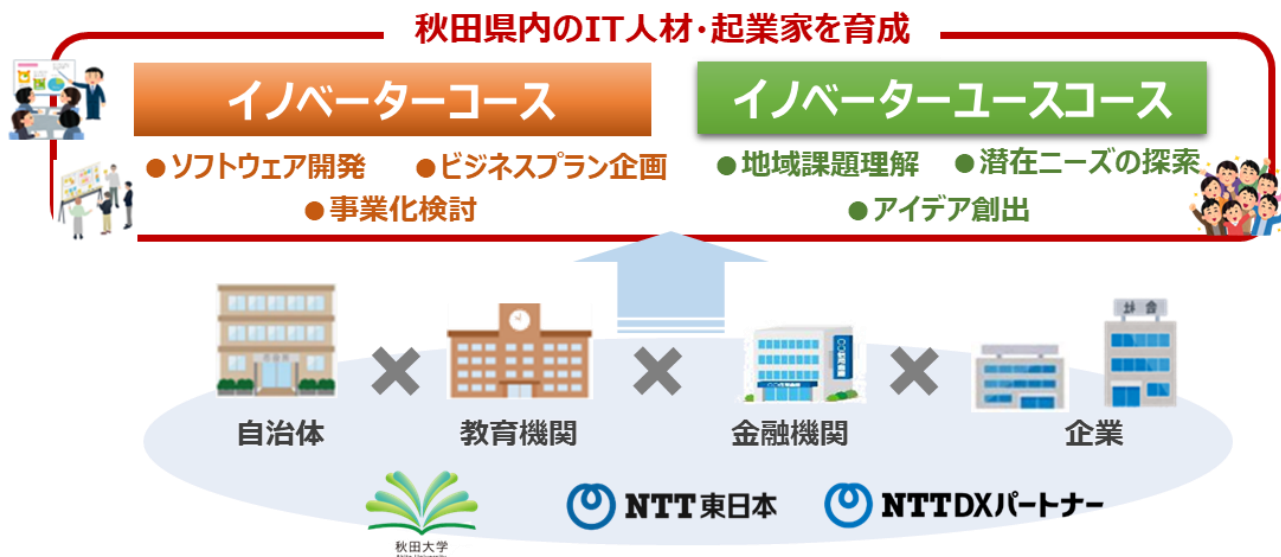 秋田県内のIT人材・起業家を育成
イノベーターコース
イノベーターユースコース
●ソフトウェア開発 ●ビジネスプラン企画
●事業化検討
●地域課題理解 ●潜在ニーズの探索
●アイデア創出
会社
自治体
教育機関
金融機関
企業
秋田大学
NTT東日本
NTT DXパートナー